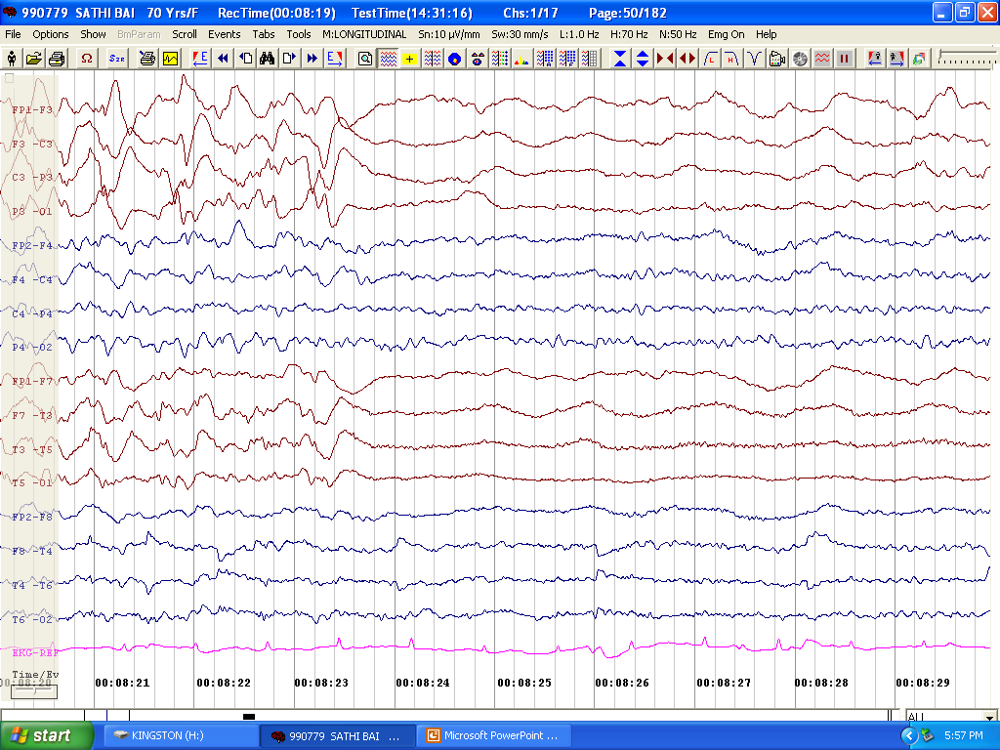 990779 SATHI BAI 70 Yrs/F RecTime(00:08:19) TestTime(14:31:16) Chs:1/17 Page:50/182
File Options Show BmParam Scroll Events Tabs Tools M:LONGITUDINAL Sn:10 µV/mm Sw:30 mm/s L:1.0 Hz H:70 Hz N:50 Hz Emg On Help
FP1-F3
F3 -C3
C3 -P3
P3 -O1
FP2-F4
F4 -C4
C4 -P4
P4 -O2
FP1-F7
F7 -T3
T3 -T5
T5 -O1
FP2-F8
F8 -T4
T4 -T6
T6 -O2
EKG-REF
Time/Ev
00:08:20 00:08:21 00:08:22 00:08:23 00:08:24 00:08:25 00:08:26 00:08:27 00:08:28 00:08:29
ALL
start KINGSTON (H:) 990779 SATHI BAI ... Microsoft PowerPoint ... 5:57 PM